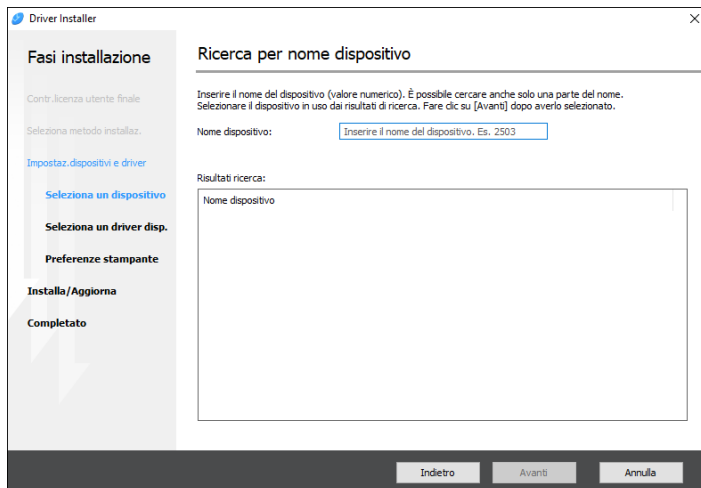 Driver Installer
Fasi installazione
Contr.licenza utente finale
Seleziona metodo installaz.
Impostaz.dispositivi e driver
Seleziona un dispositivo
Seleziona un driver disp.
Preferenze stampante
Installa/Aggiorna
Completato
Ricerca per nome dispositivo
Inserire il nome del dispositivo (valore numerico). È possibile cercare anche solo una parte del nome.
Selezionare il dispositivo in uso dai risultati di ricerca. Fare clic su [Avanti] dopo averlo selezionato.
Nome dispositivo:
Inserire il nome del dispositivo. Es. 2503
Risultati ricerca:
Nome dispositivo
Indietro
Avanti
Annulla